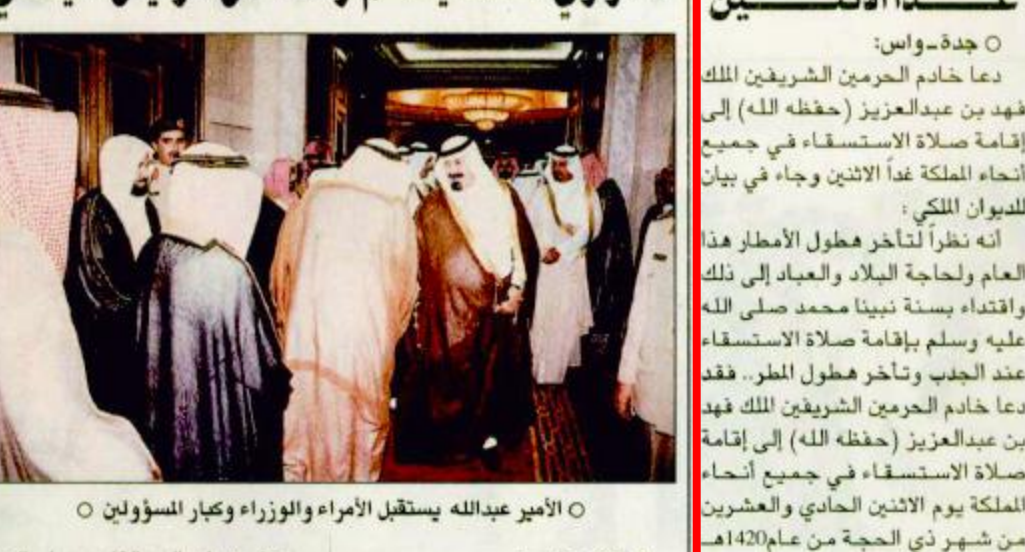 غدا الاثنين
○ جدة ـ واس:
دعا خادم الحرمين الشريفين الملك
فهد بن عبدالعزيز (حفظه الله) إلى
إقامة صلاة الاستسقاء في جميع
أنحاء المملكة غداً الاثنين وجاء في بيان
للديوان الملكي:
أنه نظراً لتأخر هطول الأمطار هذا
العام ولحاجة البلاد والعباد إلى ذلك
واقتداء بسنة نبينا محمد صلى الله
عليه وسلم بإقامة صلاة الاستسقاء
عند الجدب وتأخر هطول المطر.. فقد
دعا خادم الحرمين الشريفين الملك فهد
بن عبدالعزيز (حفظه الله) إلى إقامة
صلاة الاستسقاء في جميع أنحاء
المملكة يوم الاثنين الحادي والعشرين
من شهر ذي الحجة من عام1420هـ
○ الأمير عبدالله يستقبل الأمراء والوزراء وكبار المسؤولين ○